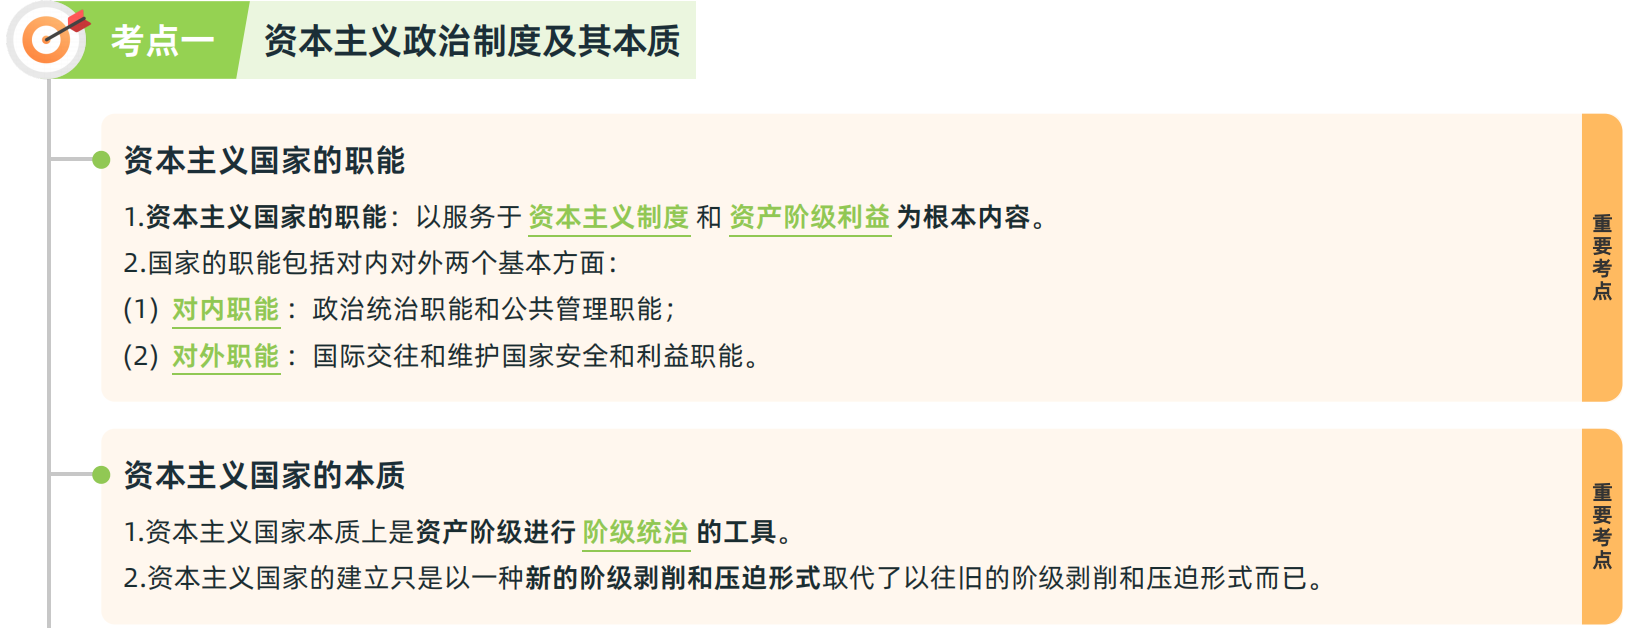 考点一 资本主义政治制度及其本质
资本主义国家的职能
1.资本主义国家的职能：以服务于 资本主义制度 和 资产阶级利益 为根本内容。
2.国家的职能包括对内对外两个基本方面：
(1) 对内职能：政治统治职能和公共管理职能；
(2) 对外职能：国际交往和维护国家安全和利益职能。
重要考点
资本主义国家的本质
1.资本主义国家本质上是资产阶级进行 阶级统治 的工具。
2.资本主义国家的建立只是以一种新的阶级剥削和压迫形式取代了以往旧的阶级剥削和压迫形式而已。
重要考点